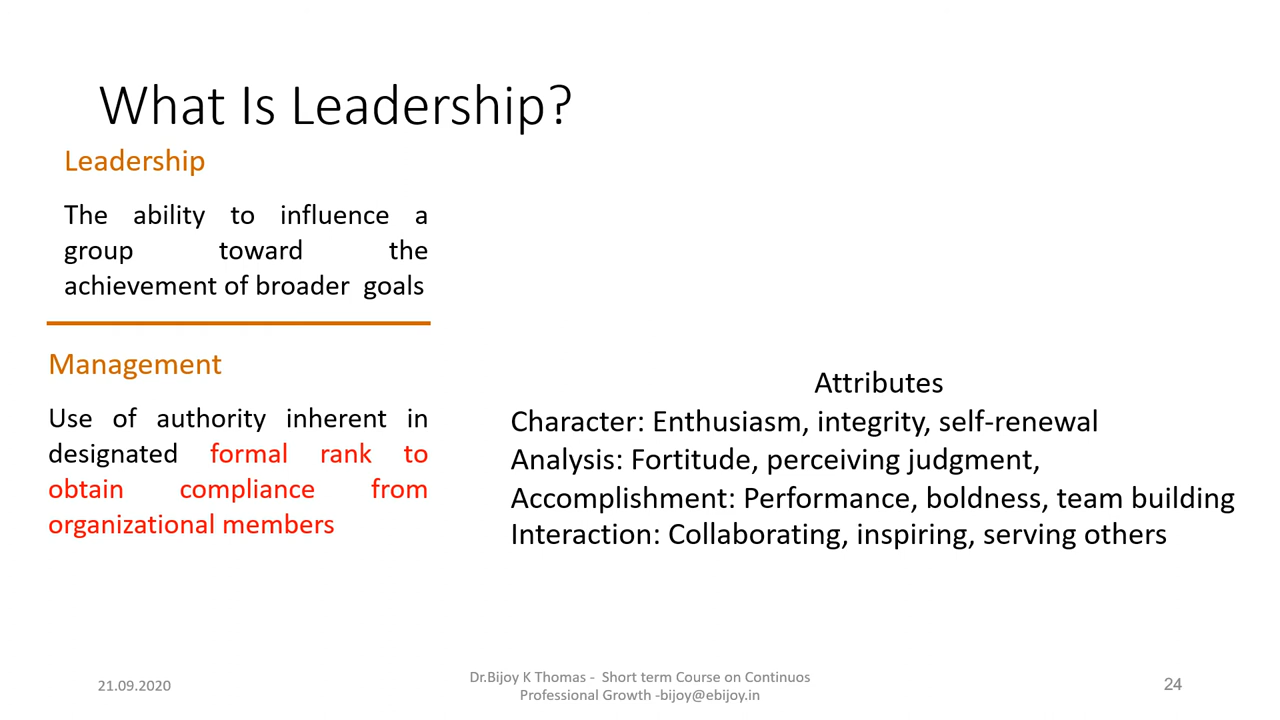 What Is Leadership?
Leadership
The ability to influence a
group toward the
achievement of broader goals
Management
Use of authority inherent in
designated formal rank to
obtain compliance from
organizational members
Attributes
Character: Enthusiasm, integrity, self-renewal
Analysis: Fortitude, perceiving judgment,
Accomplishment: Performance, boldness, team building
Interaction: Collaborating, inspiring, serving others
21.09.2020
Dr.Bijoy K Thomas - Short term Course on Continuos
Professional Growth -bijoy@ebijoy.in
24